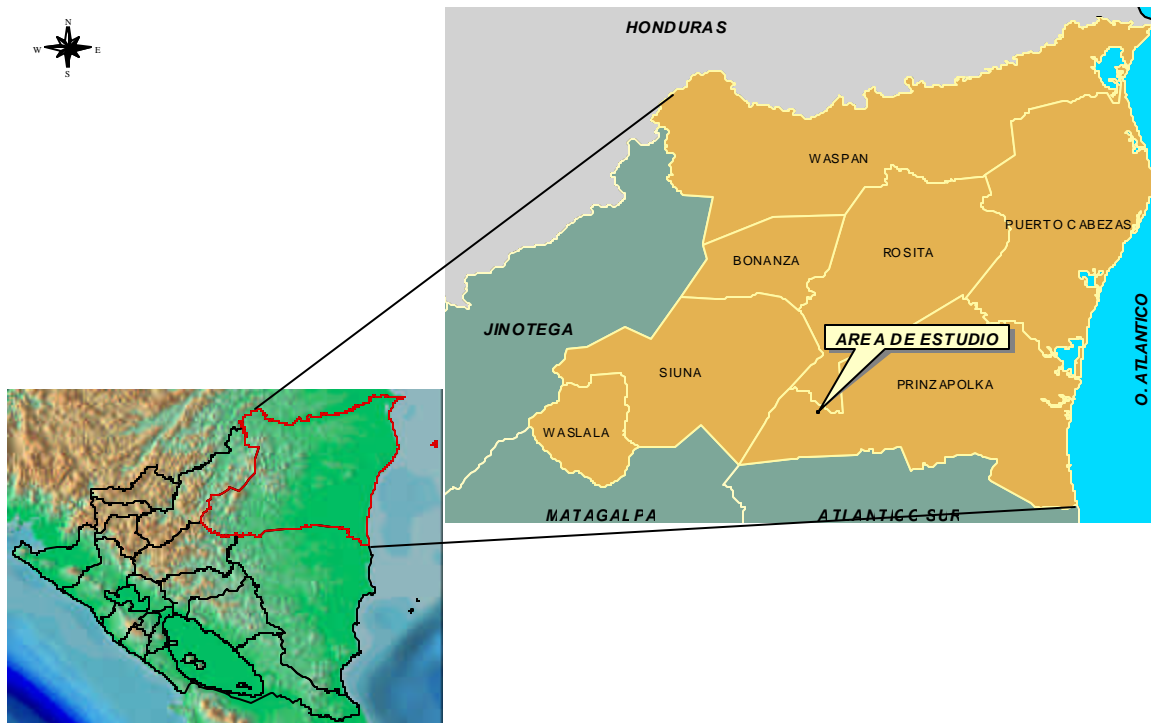 N
W E
S
HONDURAS
WASPAN
PUERTO CABEZAS
BONANZA
ROSITA
O. ATLANTICO
JINOTEGA
AREA DE ESTUDIO
SIUNA
PRINZAPOLKA
WASLALA
MATAGALPA
ATLANTICO SUR